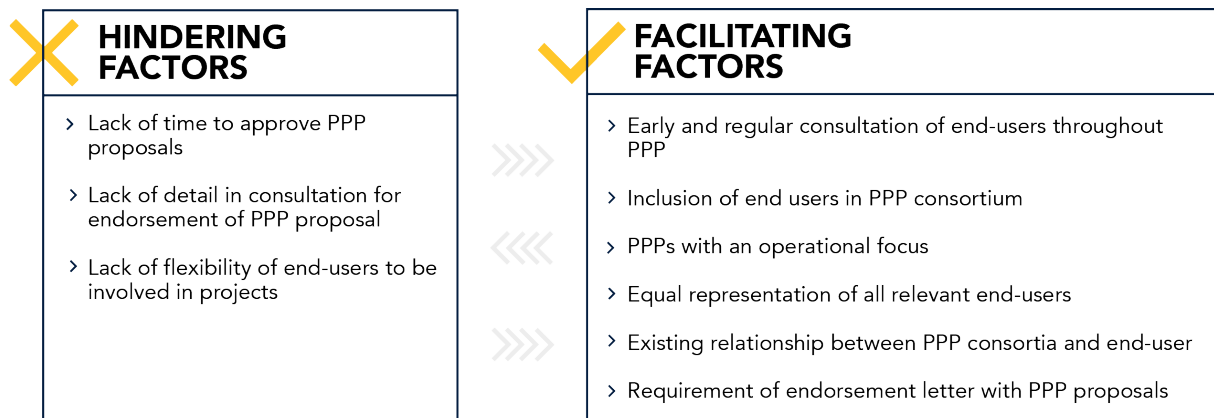 HINDERING
FACTORS
Lack of time to approve PPP
proposals
Lack of detail in consultation for
endorsement of PPP proposal
Lack of flexibility of end-users to be
involved in projects
FACILITATING
FACTORS
Early and regular consultation of end-users throughout
PPP
Inclusion of end users in PPP consortium
PPPs with an operational focus
Equal representation of all relevant end-users
Existing relationship between PPP consortia and end-user
Requirement of endorsement letter with PPP proposals